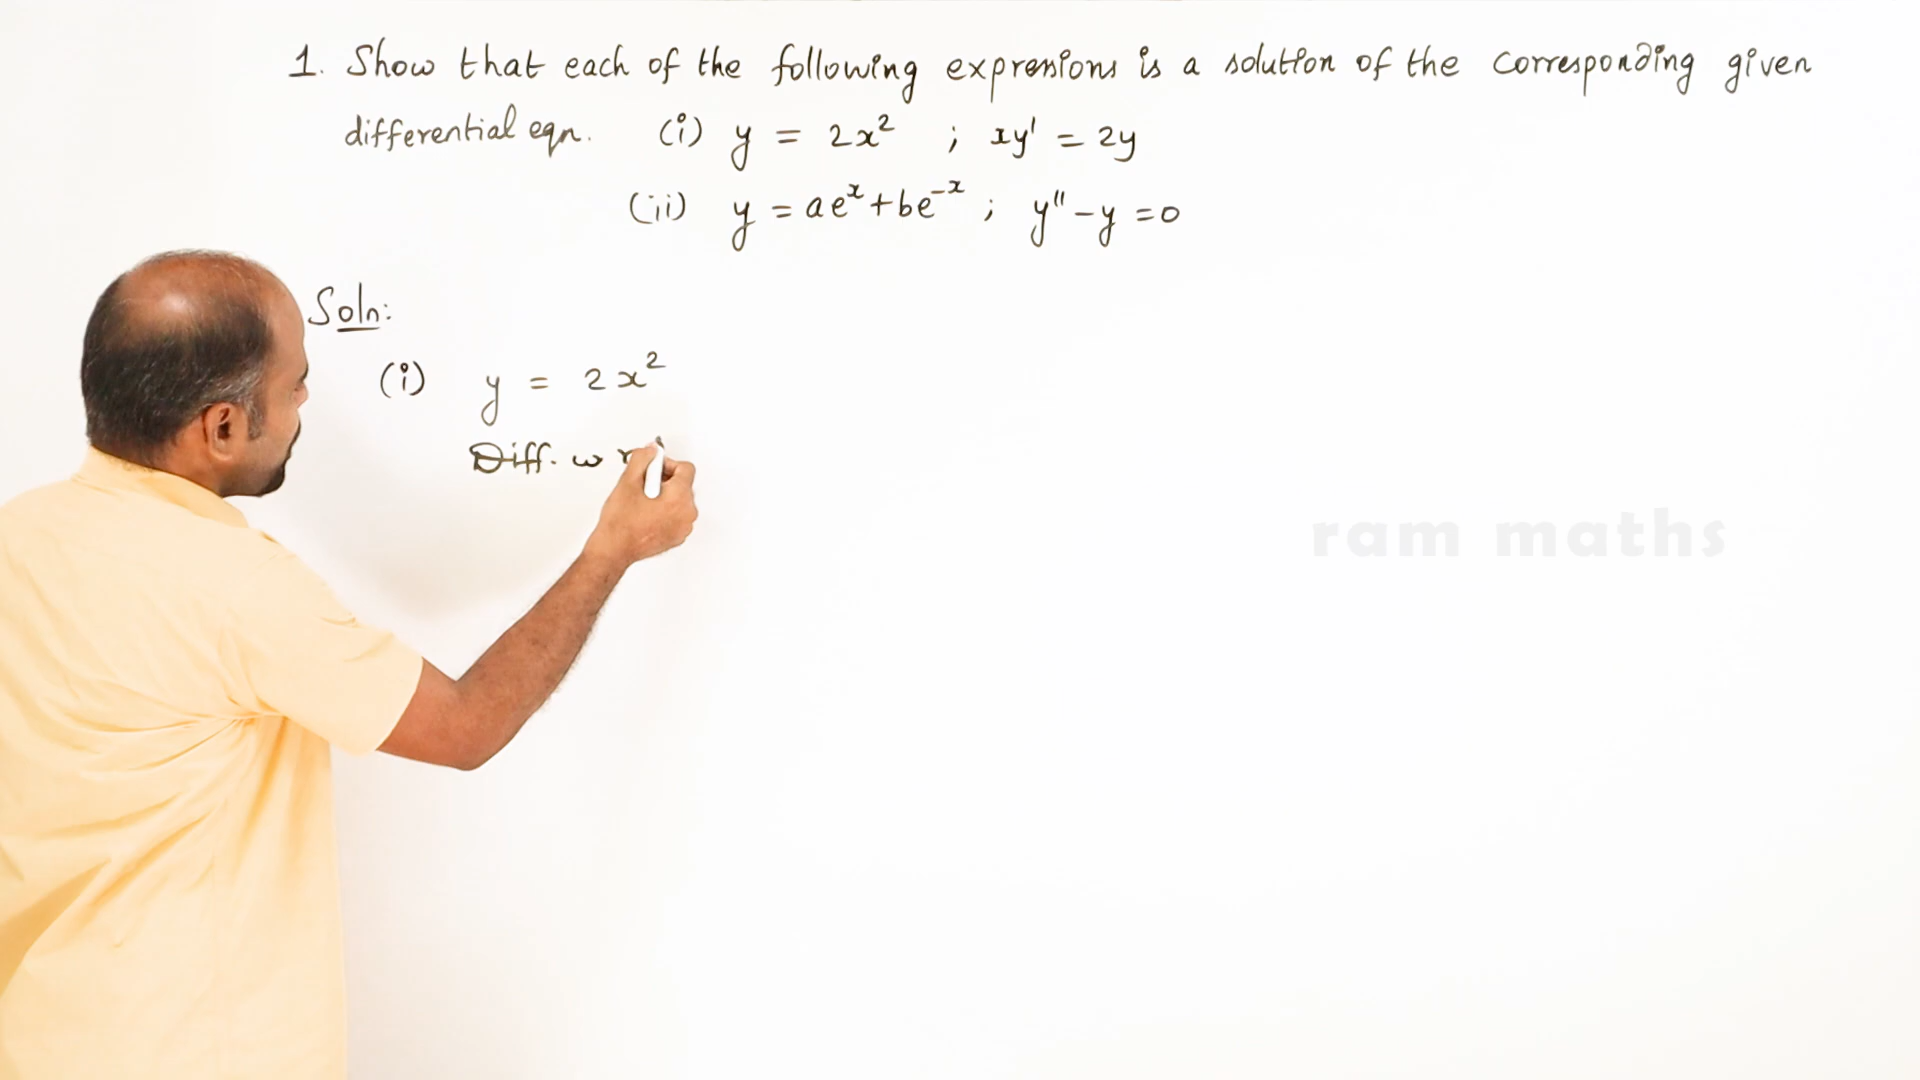 1. Show that each of the following expressions is a solution of the corresponding given
differential eqn. (i) y = 2x² ; xy' = 2y
(ii) y = ae^x + be^-x ; y'' - y = 0
Soln:
(i) y = 2x²
Diff. w r
ram maths